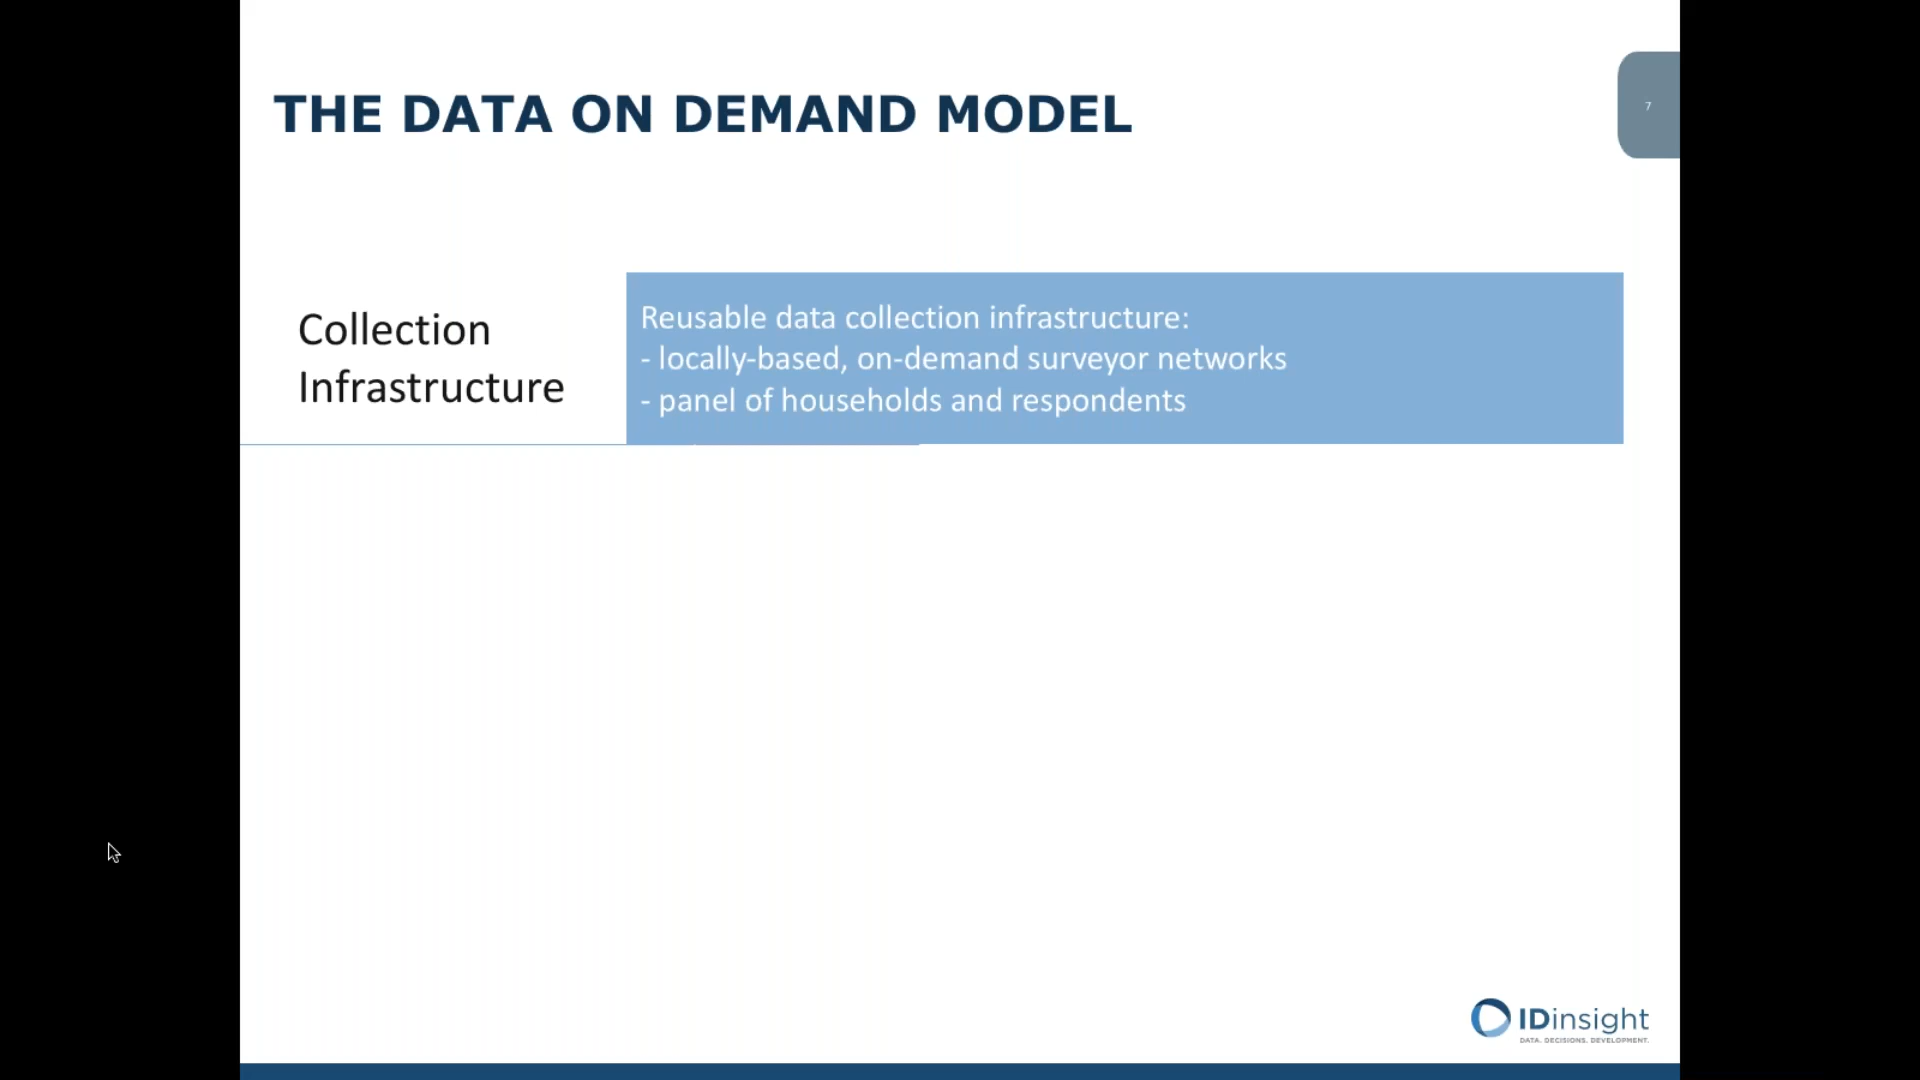 THE DATA ON DEMAND MODEL
7
Collection
Infrastructure
Reusable data collection infrastructure:
- locally-based, on-demand surveyor networks
- panel of households and respondents
IDinsight
DATA. DECISIONS. DEVELOPMENT.